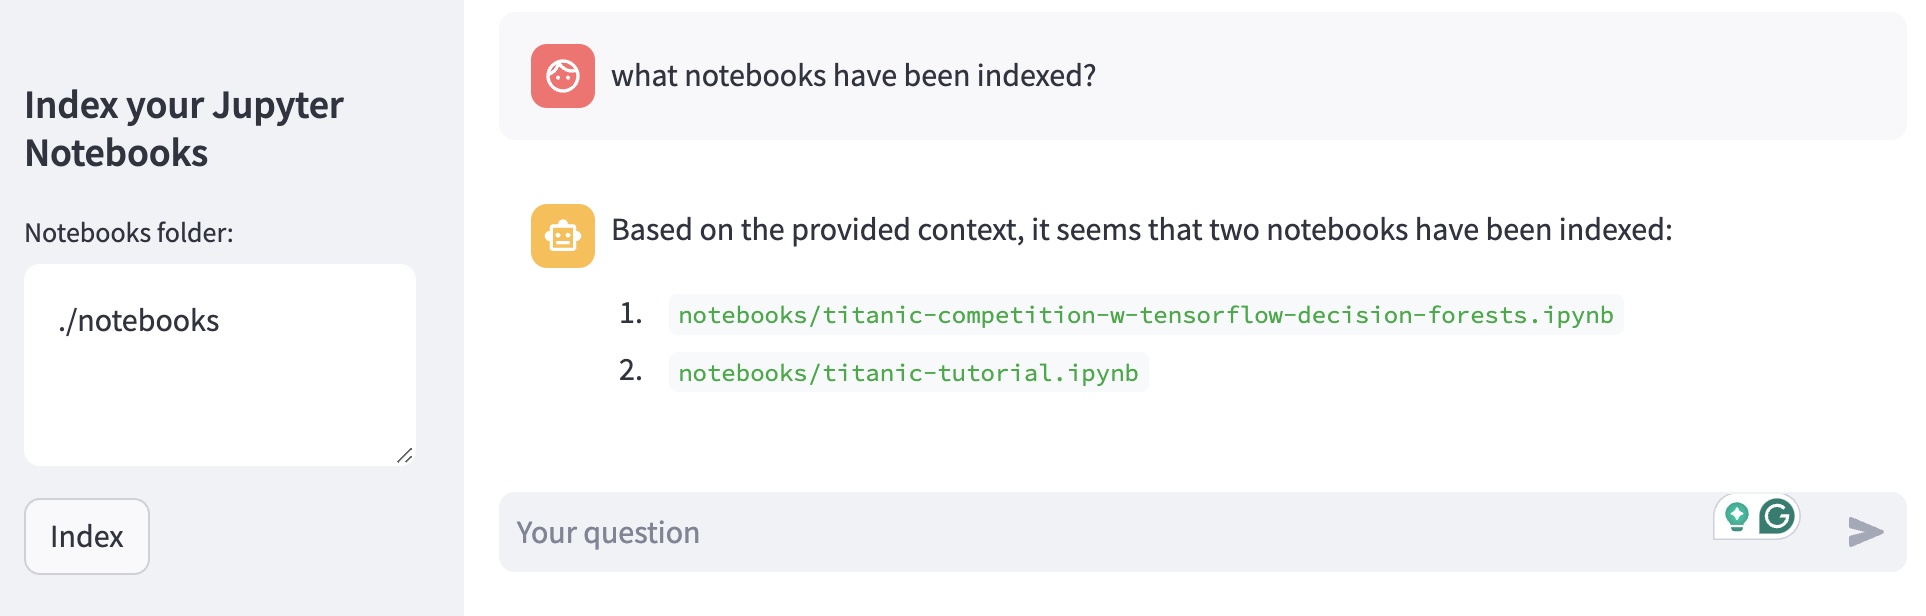 Index your Jupyter
Notebooks
Notebooks folder:
./notebooks
Index
what notebooks have been indexed?
Based on the provided context, it seems that two notebooks have been indexed:
1. notebooks/titanic-competition-w-tensorflow-decision-forests.ipynb
2. notebooks/titanic-tutorial.ipynb
Your question